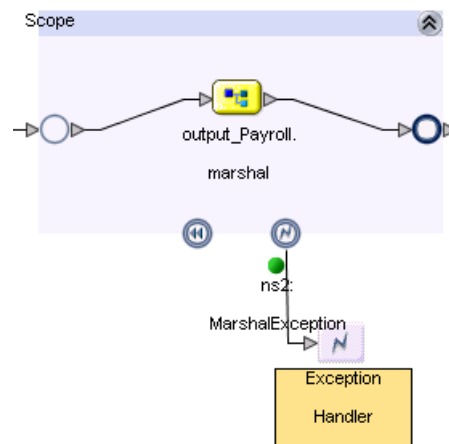 Scope
output_Payroll.
marshal
ns2:
MarshalException
Exception
Handler